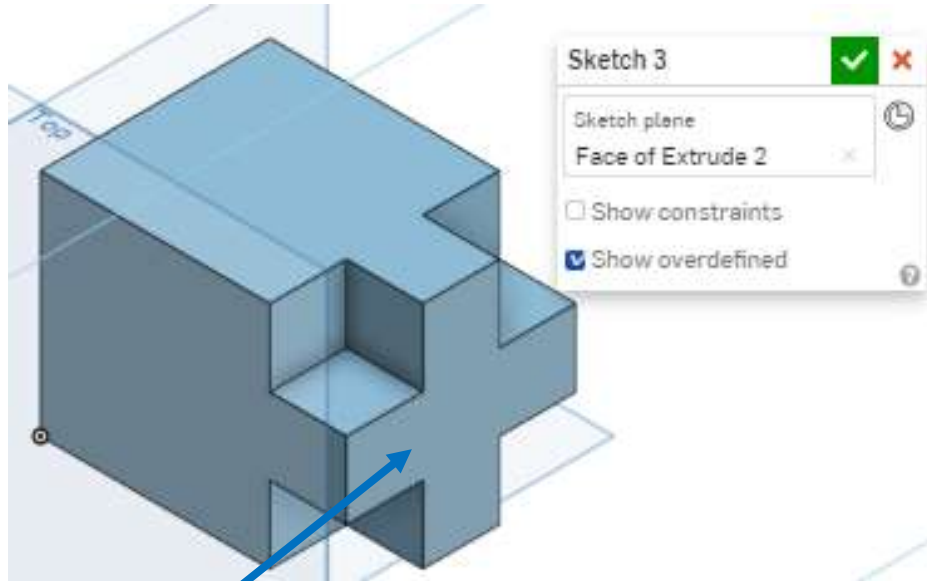 Top
Sketch 3
Sketch plane
Face of Extrude 2
Show constraints
Show overdefined